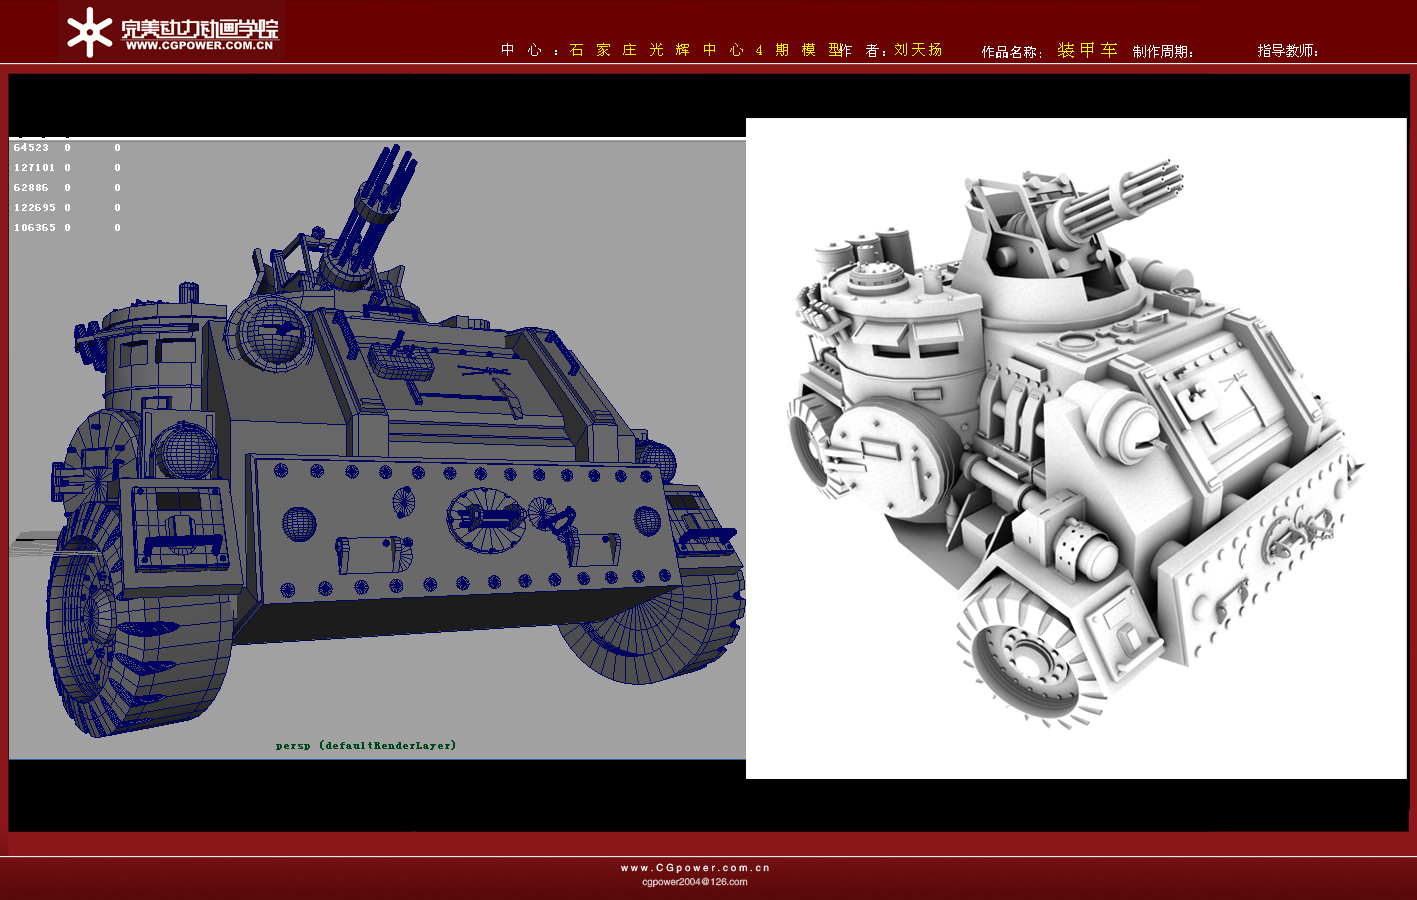 完美动力动画学院
WWW.CGPOWER.COM.CN
中心：石家庄光辉中心4期模型 作者：刘天扬 作品名称： 装甲车 制作周期： 指导教师：
64523 0 0
127101 0 0
62886 0 0
122695 0 0
106365 0 0
persp (defaultRenderLayer)
www.CGpower.com.cn
cgpower2004@126.com